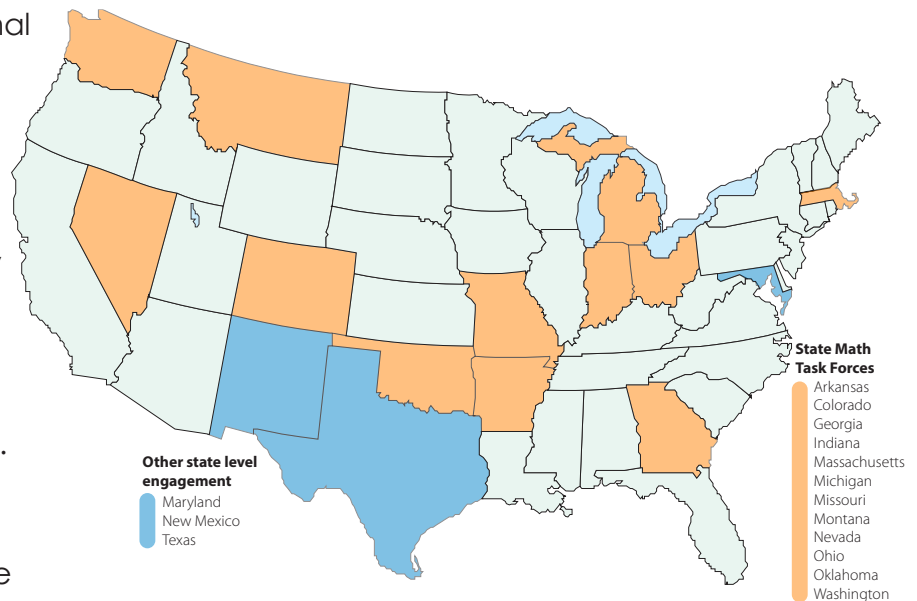 nal
.
e
Other state level
engagement
Maryland
New Mexico
Texas
State Math
Task Forces
Arkansas
Colorado
Georgia
Indiana
Massachusetts
Michigan
Missouri
Montana
Nevada
Ohio
Oklahoma
Washington